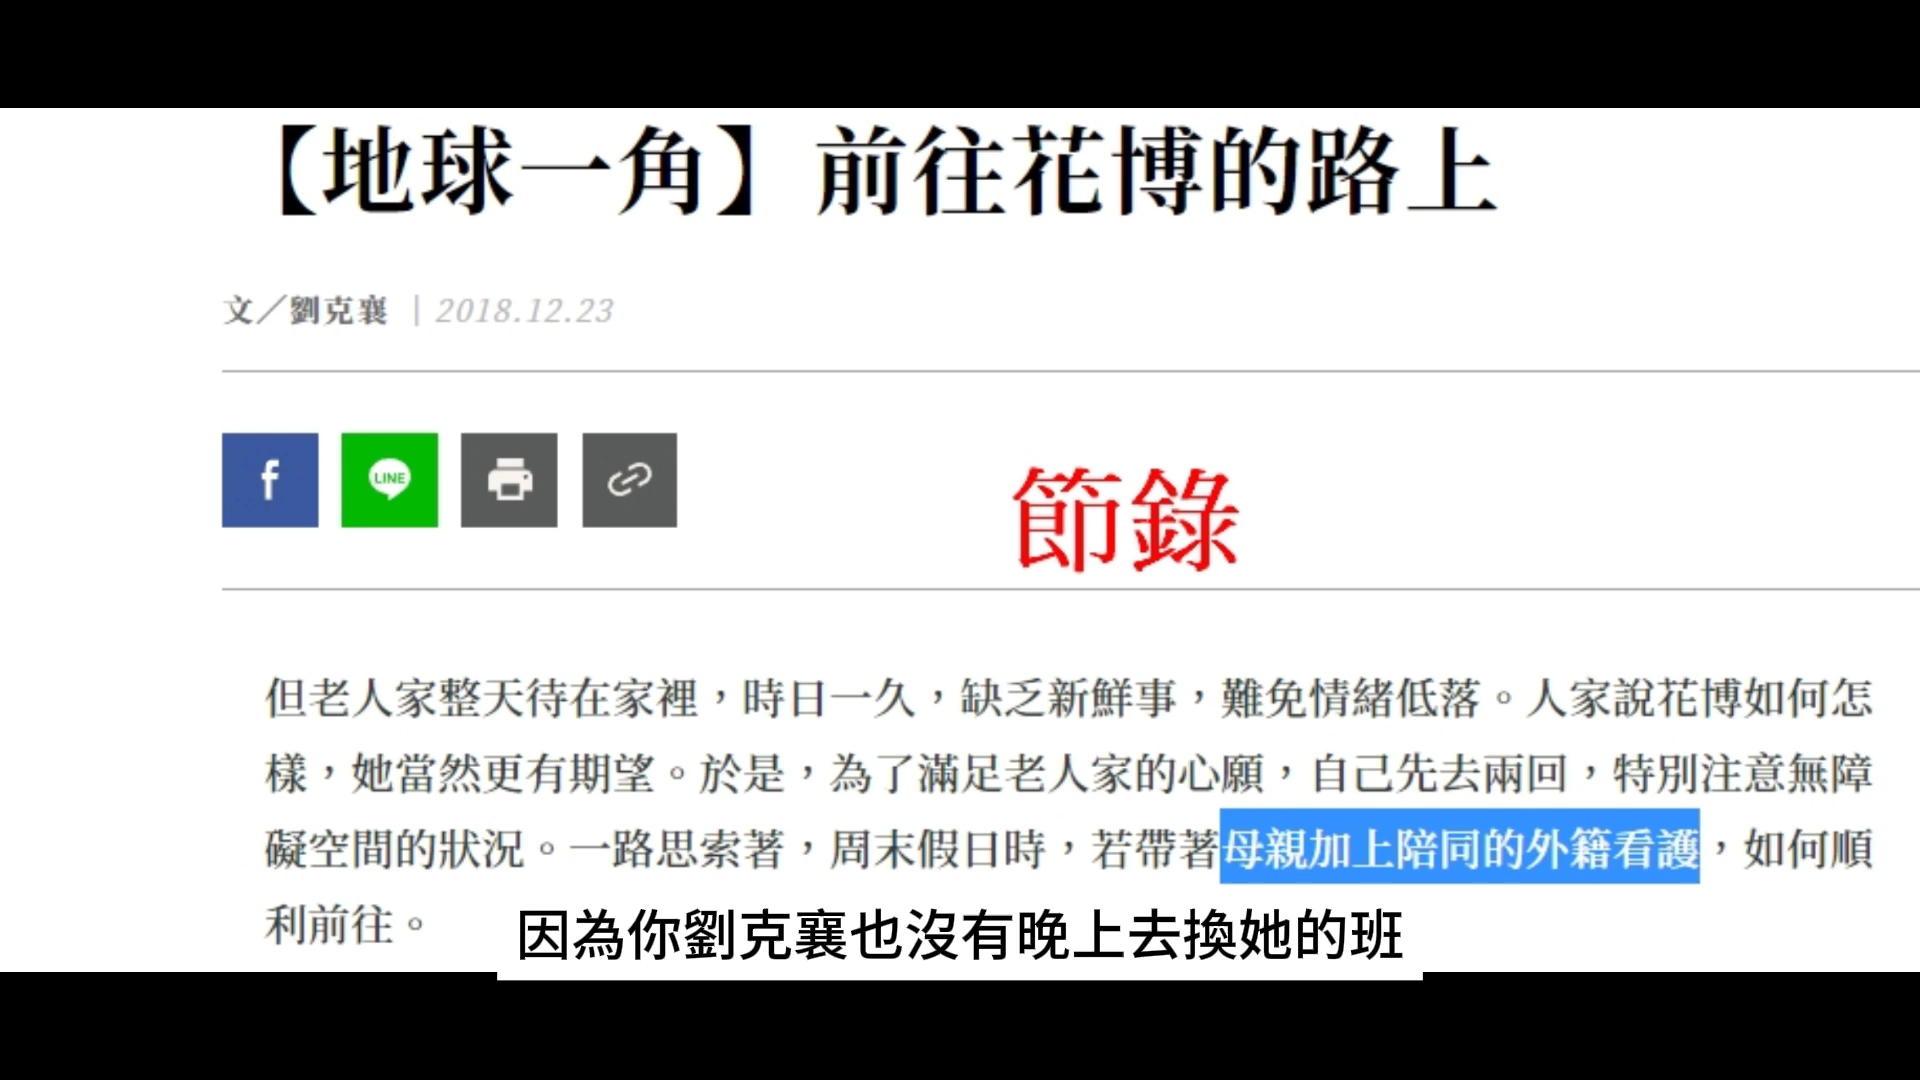 【地球一角】前往花博的路上
文／劉克襄｜2018.12.23
f
LINE
節錄
但老人家整天待在家裡，時日一久，缺乏新鮮事，難免情緒低落。人家說花博如何怎
樣，她當然更有期望。於是，為了滿足老人家的心願，自己先去兩回，特別注意無障
礙空間的狀況。一路思索著，周末假日時，若帶著母親加上陪同的外籍看護，如何順
利前往。
因為你劉克襄也沒有晚上去換她的班